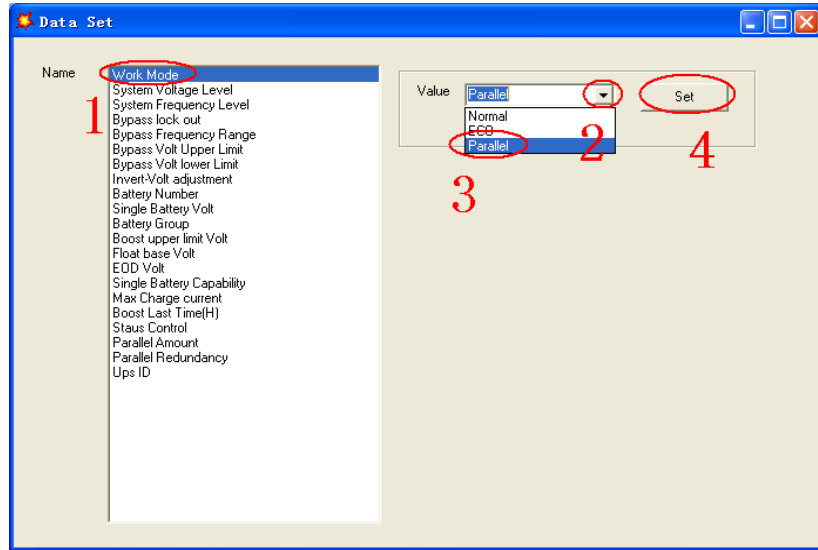 Data Set
Name
Work Mode
System Voltage Level
System Frequency Level
Bypass lock out
Bypass Frequency Range
Bypass Volt Upper Limit
Bypass Volt lower Limit
Invert-Volt adjustment
Battery Number
Single Battery Volt
Battery Group
Boost upper limit Volt
Float base Volt
EOD Volt
Single Battery Capability
Max Charge current
Boost Last Time(H)
Staus Control
Parallel Amount
Parallel Redundancy
Ups ID
1
Value
Parallel
Normal
ECO
Parallel
2
3
Set
4